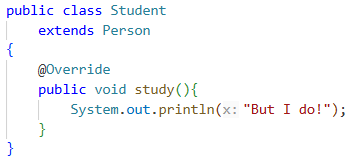 public class Student
    extends Person
{
    @Override
    public void study(){
        System.out.println(x: "But I do!");
    }
}